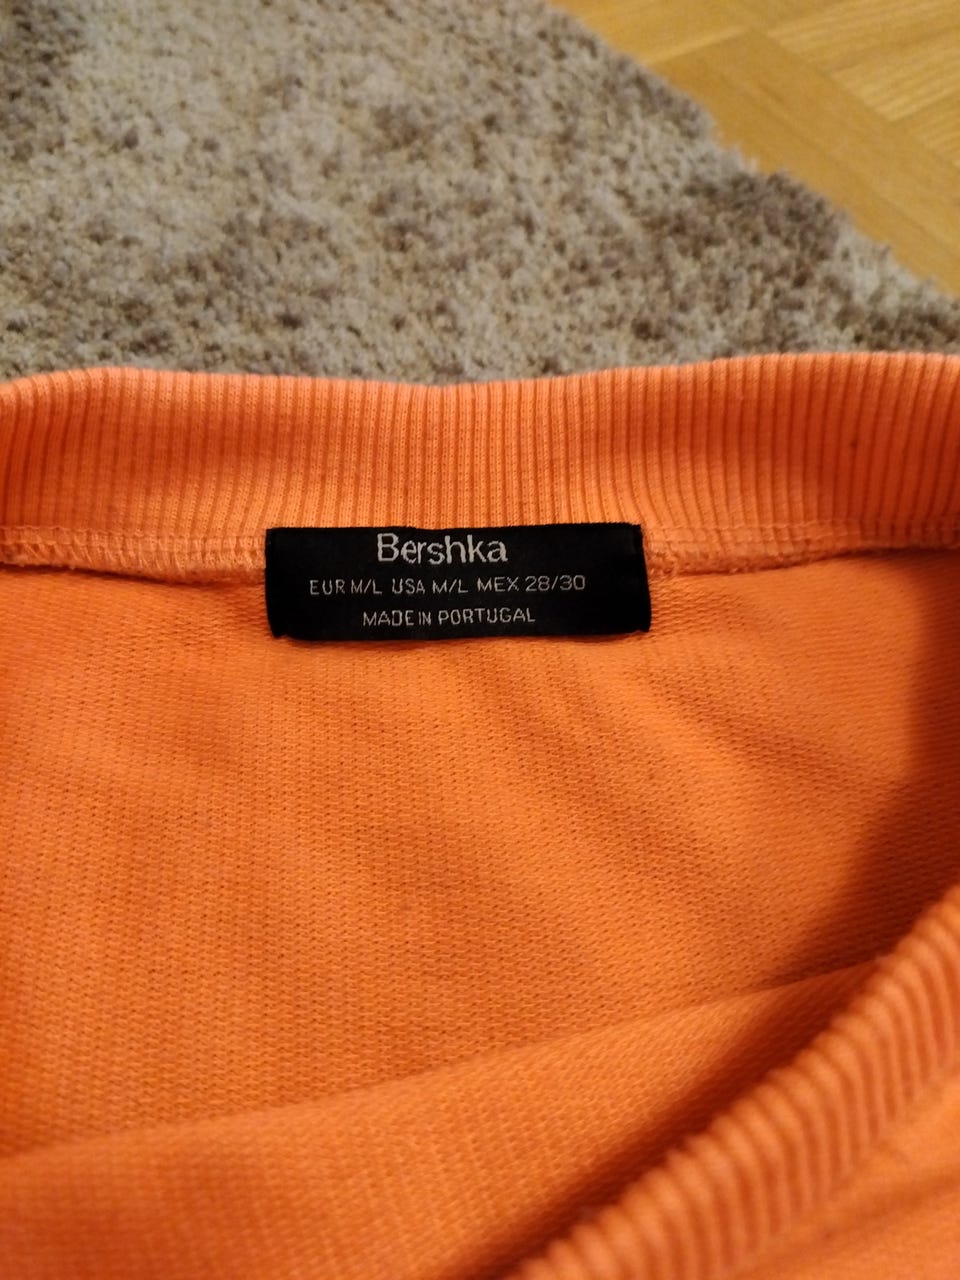 Bershka
EUR M/L USA M/L MEX 28/30
MADE IN PORTUGAL